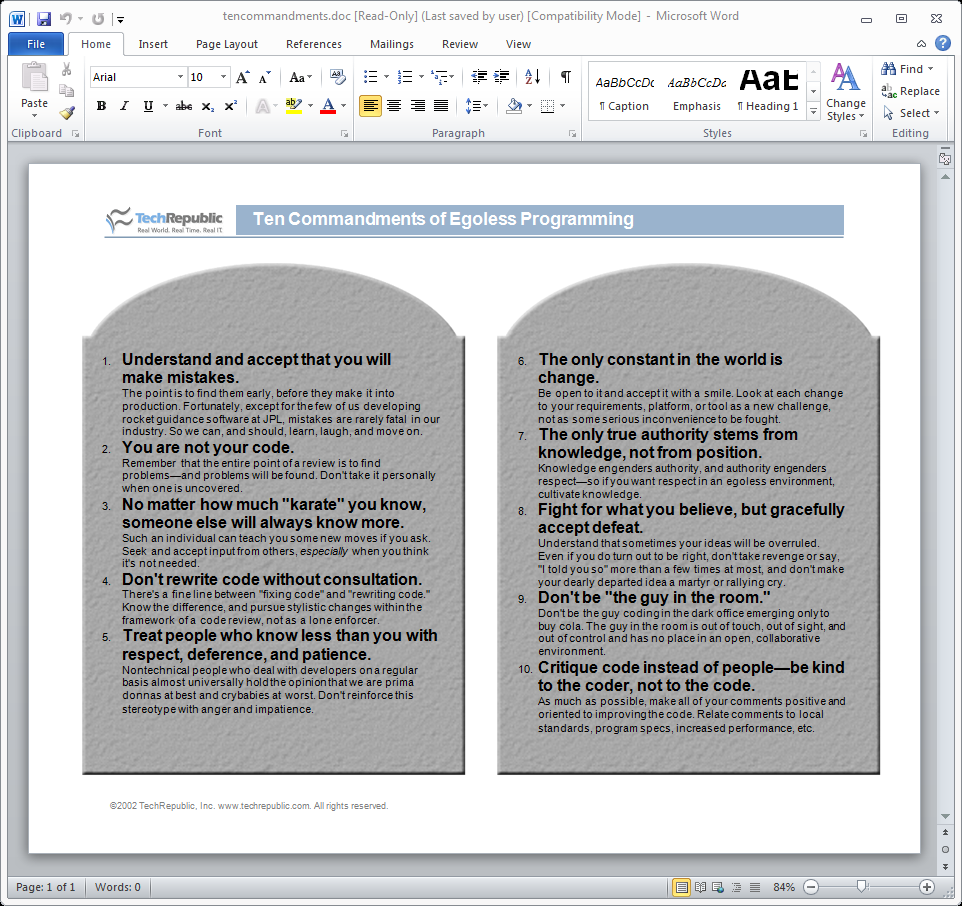 tencommandments.doc [Read-Only] (Last saved by user) [Compatibility Mode] - Microsoft Word
File Home Insert Page Layout References Mailings Review View
Arial 10 Aa
AaBbCcDc AaBbCcDc AaB
Paste
B I U abc x₂ x² A ab A
¶ Caption Emphasis ¶ Heading 1
Change
Styles
Find
Replace
Select
Clipboard Font Paragraph Styles Editing
TechRepublic
Real World. Real Time. Real IT.
Ten Commandments of Egoless Programming
1. Understand and accept that you will
make mistakes.
The point is to find them early, before they make it into
production. Fortunately, except for the few of us developing
rocket guidance software at JPL, mistakes are rarely fatal in our
industry. So we can, and should, learn, laugh, and move on.
2. You are not your code.
Remember that the entire point of a review is to find
problems—and problems will be found. Don't take it personally
when one is uncovered.
3. No matter how much "karate" you know,
someone else will always know more.
Such an individual can teach you some new moves if you ask.
Seek and accept input from others, especially when you think
it's not needed.
4. Don't rewrite code without consultation.
There's a fine line between "fixing code" and "rewriting code."
Know the difference, and pursue stylistic changes within the
framework of a code review, not as a lone enforcer.
5. Treat people who know less than you with
respect, deference, and patience.
Nontechnical people who deal with developers on a regular
basis almost universally hold the opinion that we are prima
donnas at best and crybabies at worst. Don't reinforce this
stereotype with anger and impatience.
6. The only constant in the world is
change.
Be open to it and accept it with a smile. Look at each change
to your requirements, platform, or tool as a new challenge,
not as some serious inconvenience to be fought.
7. The only true authority stems from
knowledge, not from position.
Knowledge engenders authority, and authority engenders
respect—so if you want respect in an egoless environment,
cultivate knowledge.
8. Fight for what you believe, but gracefully
accept defeat.
Understand that sometimes your ideas will be overruled.
Even if you do turn out to be right, don't take revenge or say,
"I told you so" more than a few times at most, and don't make
your dearly departed idea a martyr or rallying cry.
9. Don't be "the guy in the room."
Don't be the guy coding in the dark office emerging only to
buy cola. The guy in the room is out of touch, out of sight, and
out of control and has no place in an open, collaborative
environment.
10. Critique code instead of people—be kind
to the coder, not to the code.
As much as possible, make all of your comments positive and
oriented to improving the code. Relate comments to local
standards, program specs, increased performance, etc.
©2002 TechRepublic, Inc. www.techrepublic.com. All rights reserved.
Page: 1 of 1 Words: 0 84%